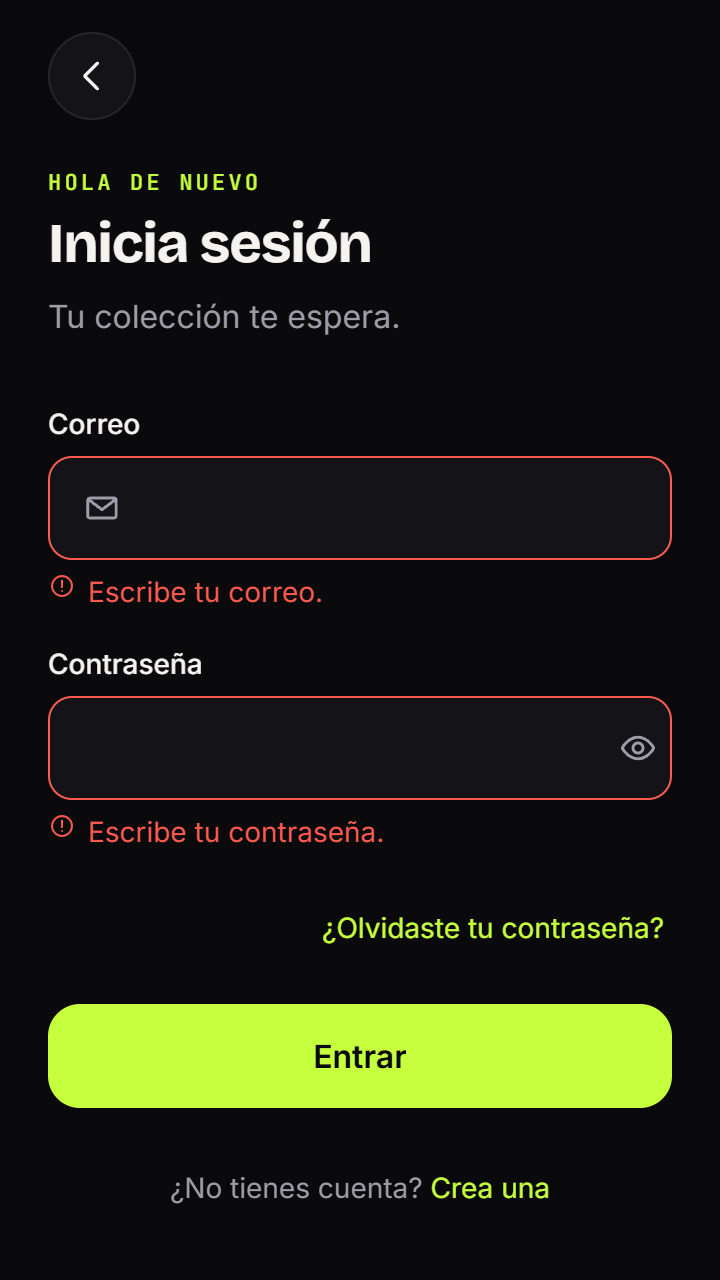 HOLA DE NUEVO
Inicia sesión
Tu colección te espera.
Correo
Escribe tu correo.
Contraseña
Escribe tu contraseña.
¿Olvidaste tu contraseña?
Entrar
¿No tienes cuenta? Crea una